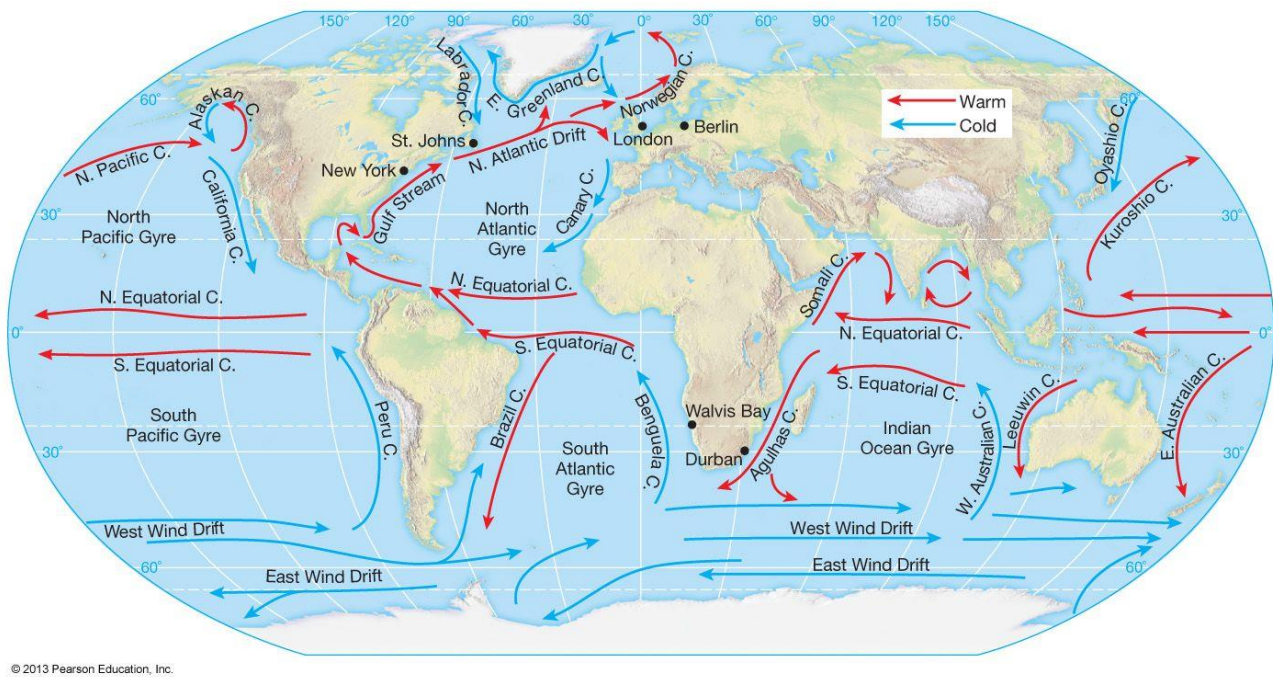 150° 120° 90° 60° 30° 0° 30° 60° 90° 120° 150°
Labrador C.
E. Greenland C.
Norwegian C.
60°
60°
Alaskan C.
Warm
Cold
St. Johns
London
Berlin
Oyashio C.
N. Pacific C.
N. Atlantic Drift
New York
Gulf Stream
California C.
Canary C.
Kuroshio C.
30°
30°
North
Pacific Gyre
North
Atlantic
Gyre
Somali C.
N. Equatorial C.
N. Equatorial C.
N. Equatorial C.
0°
0°
S. Equatorial C.
S. Equatorial C.
S. Equatorial C.
Peru C.
Brazil C.
Benguela C.
Walvis Bay
Durban
Agulhas C.
Leeuwin C.
W. Australian C.
E. Australian C.
South
Pacific Gyre
South
Atlantic
Gyre
Indian
Ocean Gyre
30°
30°
West Wind Drift
West Wind Drift
East Wind Drift
East Wind Drift
60°
60°
© 2013 Pearson Education, Inc.